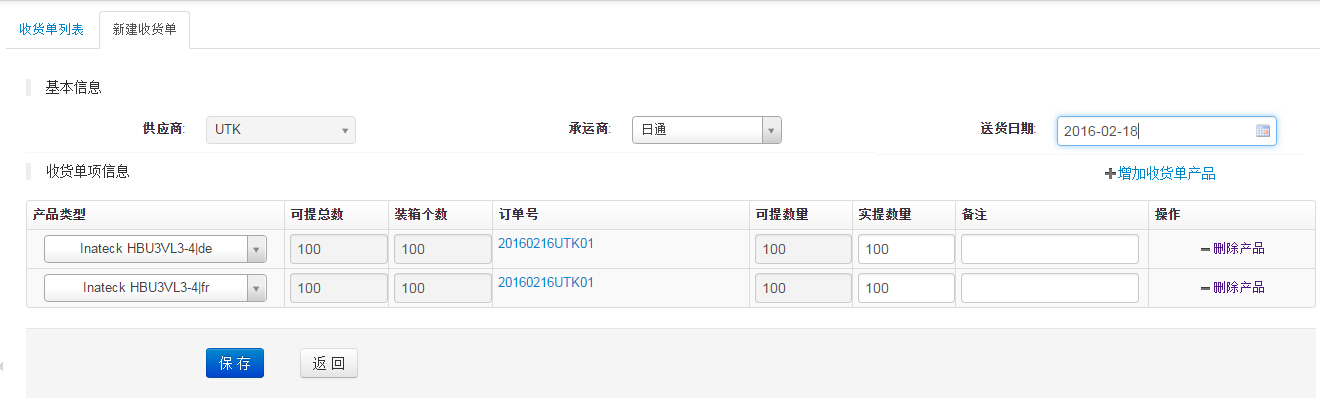 收货单列表 新建收货单
基本信息
供应商: UTK 承运商: 日通 送货日期: 2016-02-18
收货单项信息 增加收货单产品
产品类型 可提总数 装箱个数 订单号 可提数量 实提数量 备注 操作
Inateck HBU3VL3-4|de 100 100 20160216UTK01 100 100 删除产品
Inateck HBU3VL3-4|fr 100 100 20160216UTK01 100 100 删除产品
保 存 返 回